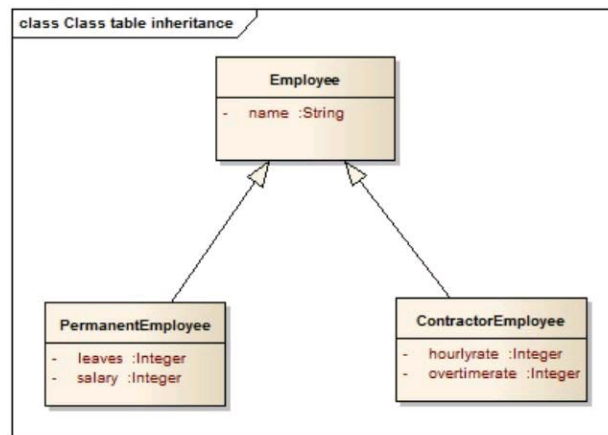 class Class table inheritance
Employee
- name :String
PermanentEmployee
- leaves :Integer
- salary :Integer
ContractorEmployee
- hourlyrate :Integer
- overtimerate :Integer